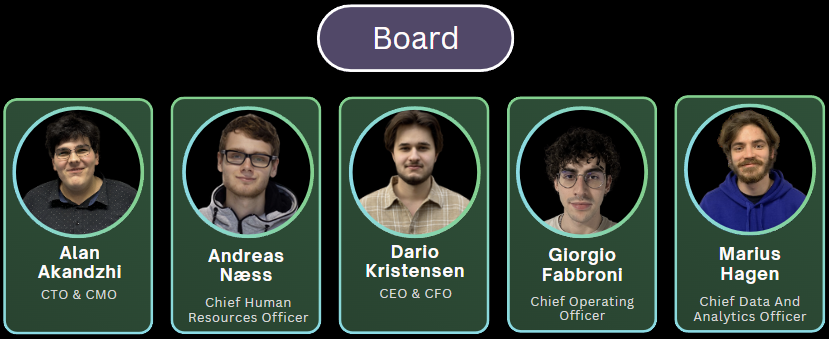 Board
Alan
Akandzhi
CTO & CMO
Andreas
Næss
Chief Human
Resources Officer
Dario
Kristensen
CEO & CFO
Giorgio
Fabbroni
Chief Operating
Officer
Marius
Hagen
Chief Data And
Analytics Officer